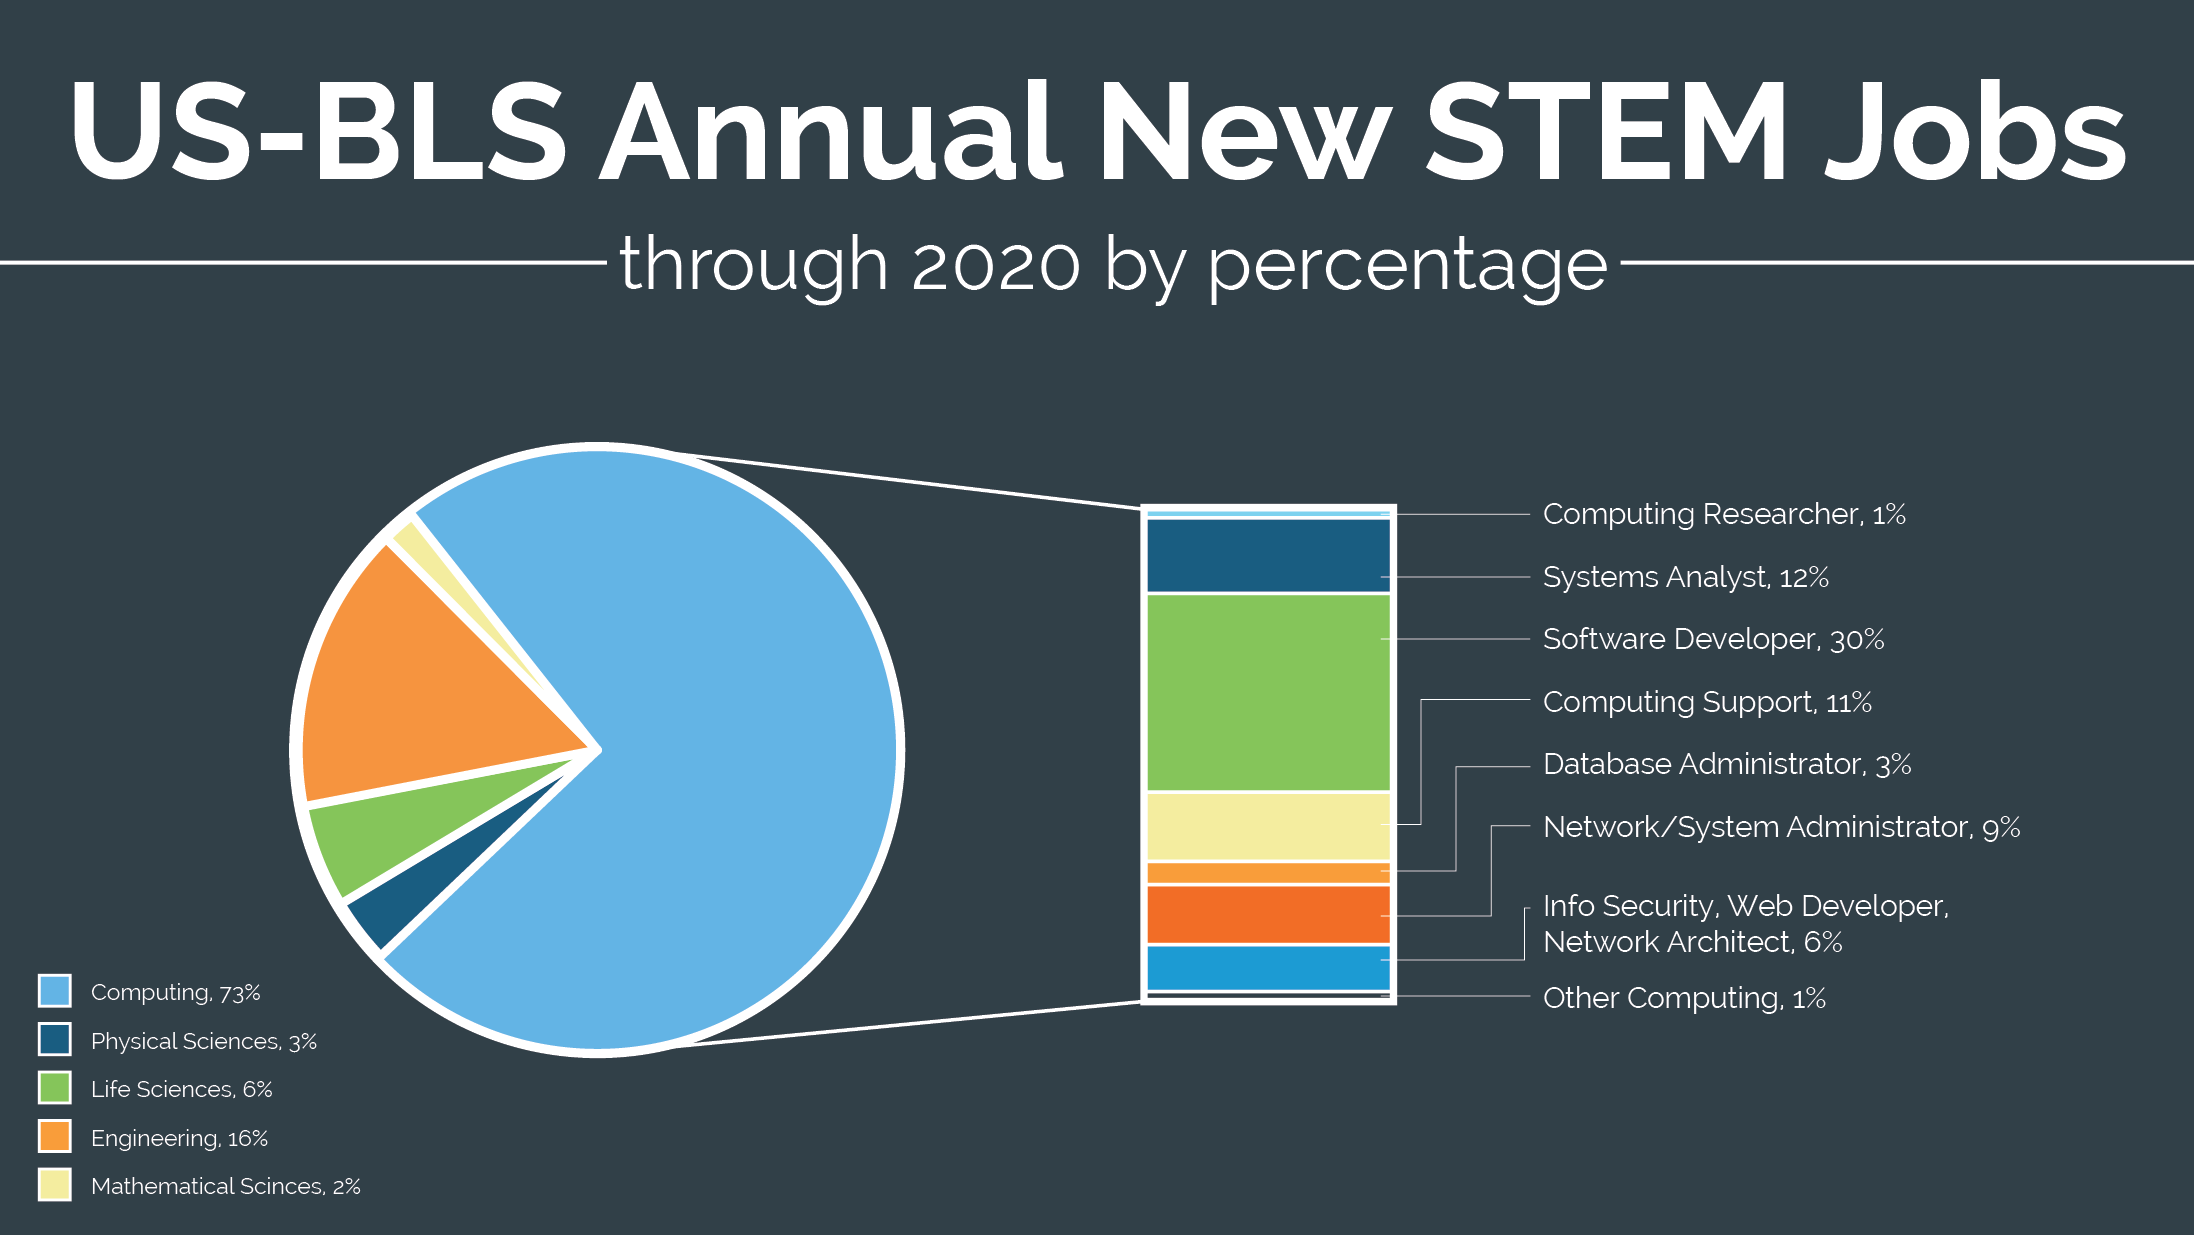 US-BLS Annual New STEM Jobs
through 2020 by percentage
Computing Researcher, 1%
Systems Analyst, 12%
Software Developer, 30%
Computing Support, 11%
Database Administrator, 3%
Network/System Administrator, 9%
Info Security, Web Developer,
Network Architect, 6%
Other Computing, 1%
Computing, 73%
Physical Sciences, 3%
Life Sciences, 6%
Engineering, 16%
Mathematical Scinces, 2%